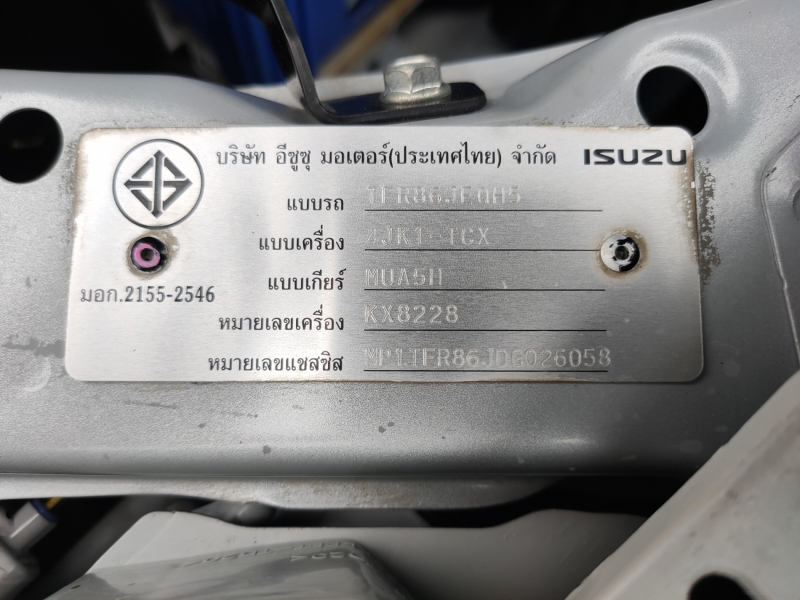 บริษัท อีซูซุ มอเตอร์(ประเทศไทย) จำกัด ISUZU
แบบรถ TFR86JEQH5
แบบเครื่อง 4JK1-TCX
แบบเกียร์ MUA5H
มอก.2155-2546
หมายเลขเครื่อง KX8228
หมายเลขแชสซิส MP1TFR86JDG026058